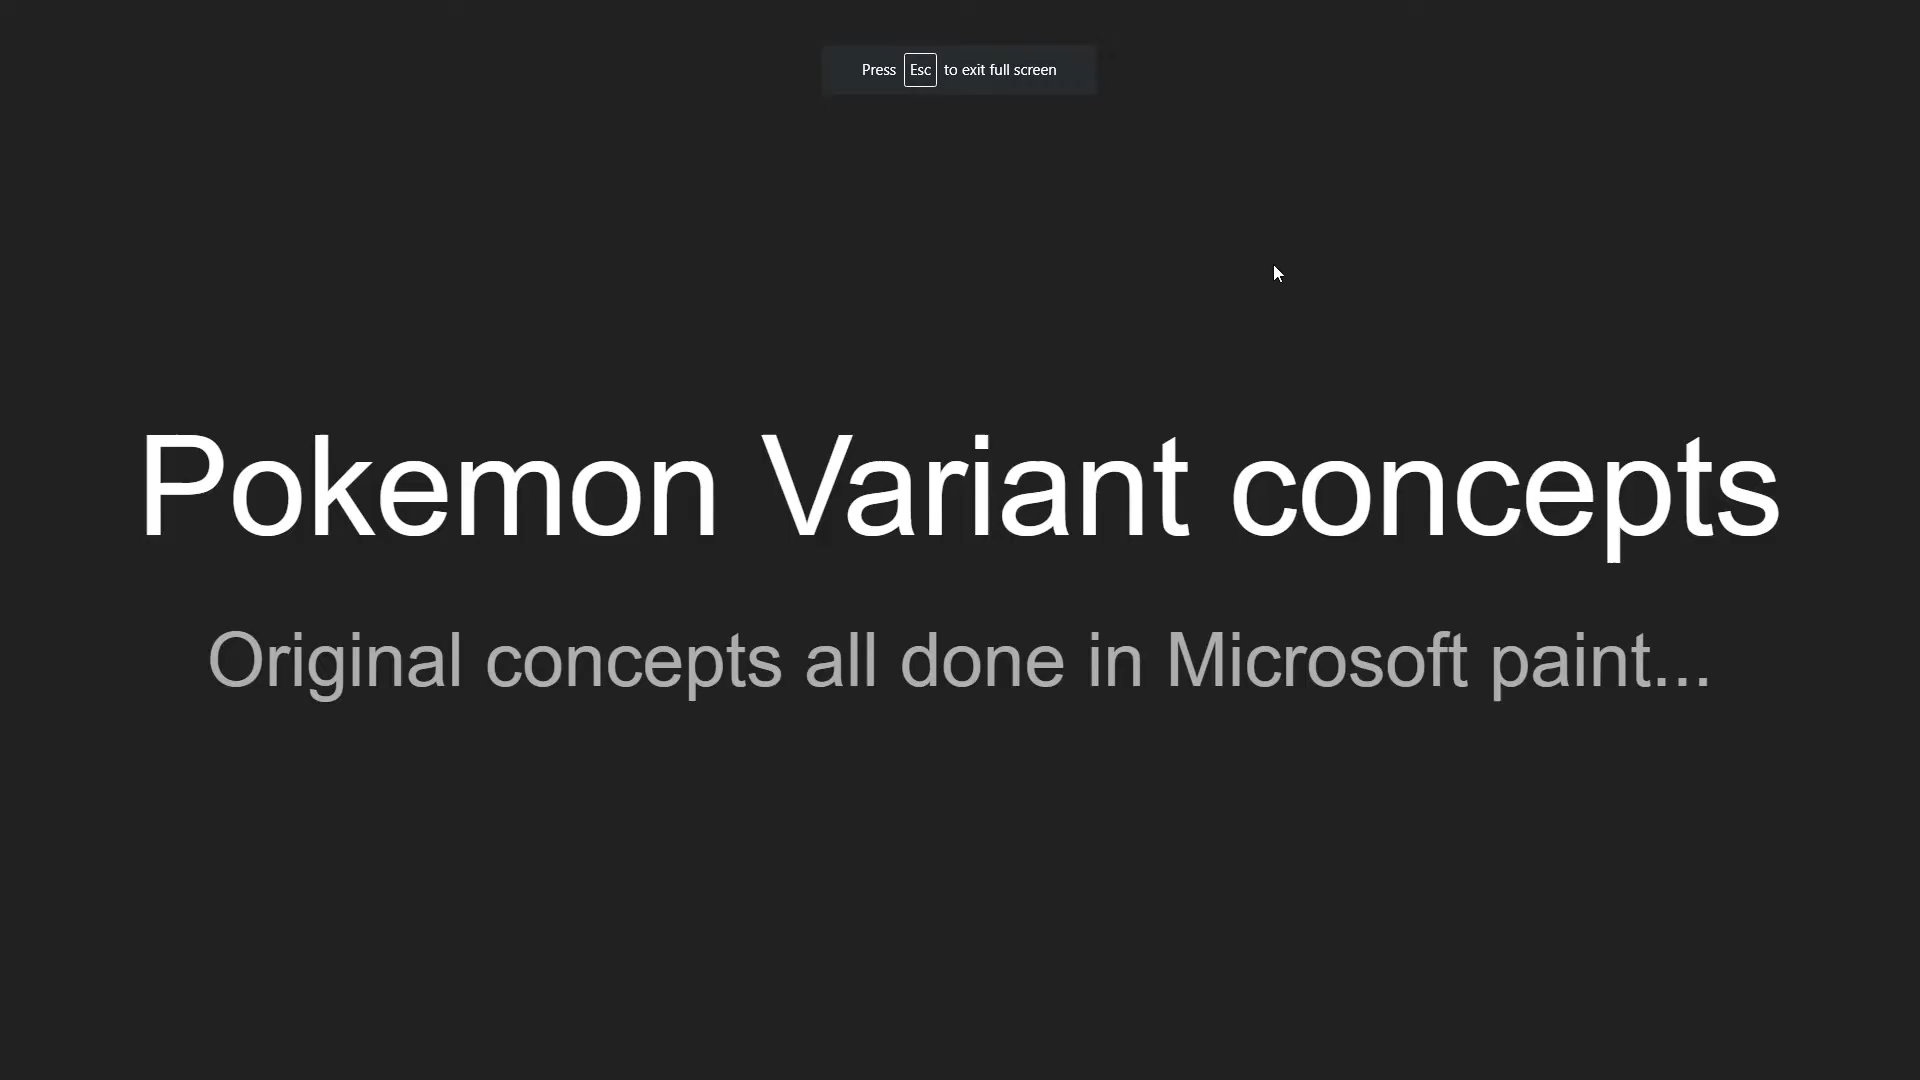 Press Esc to exit full screen
Pokemon Variant concepts
Original concepts all done in Microsoft paint...